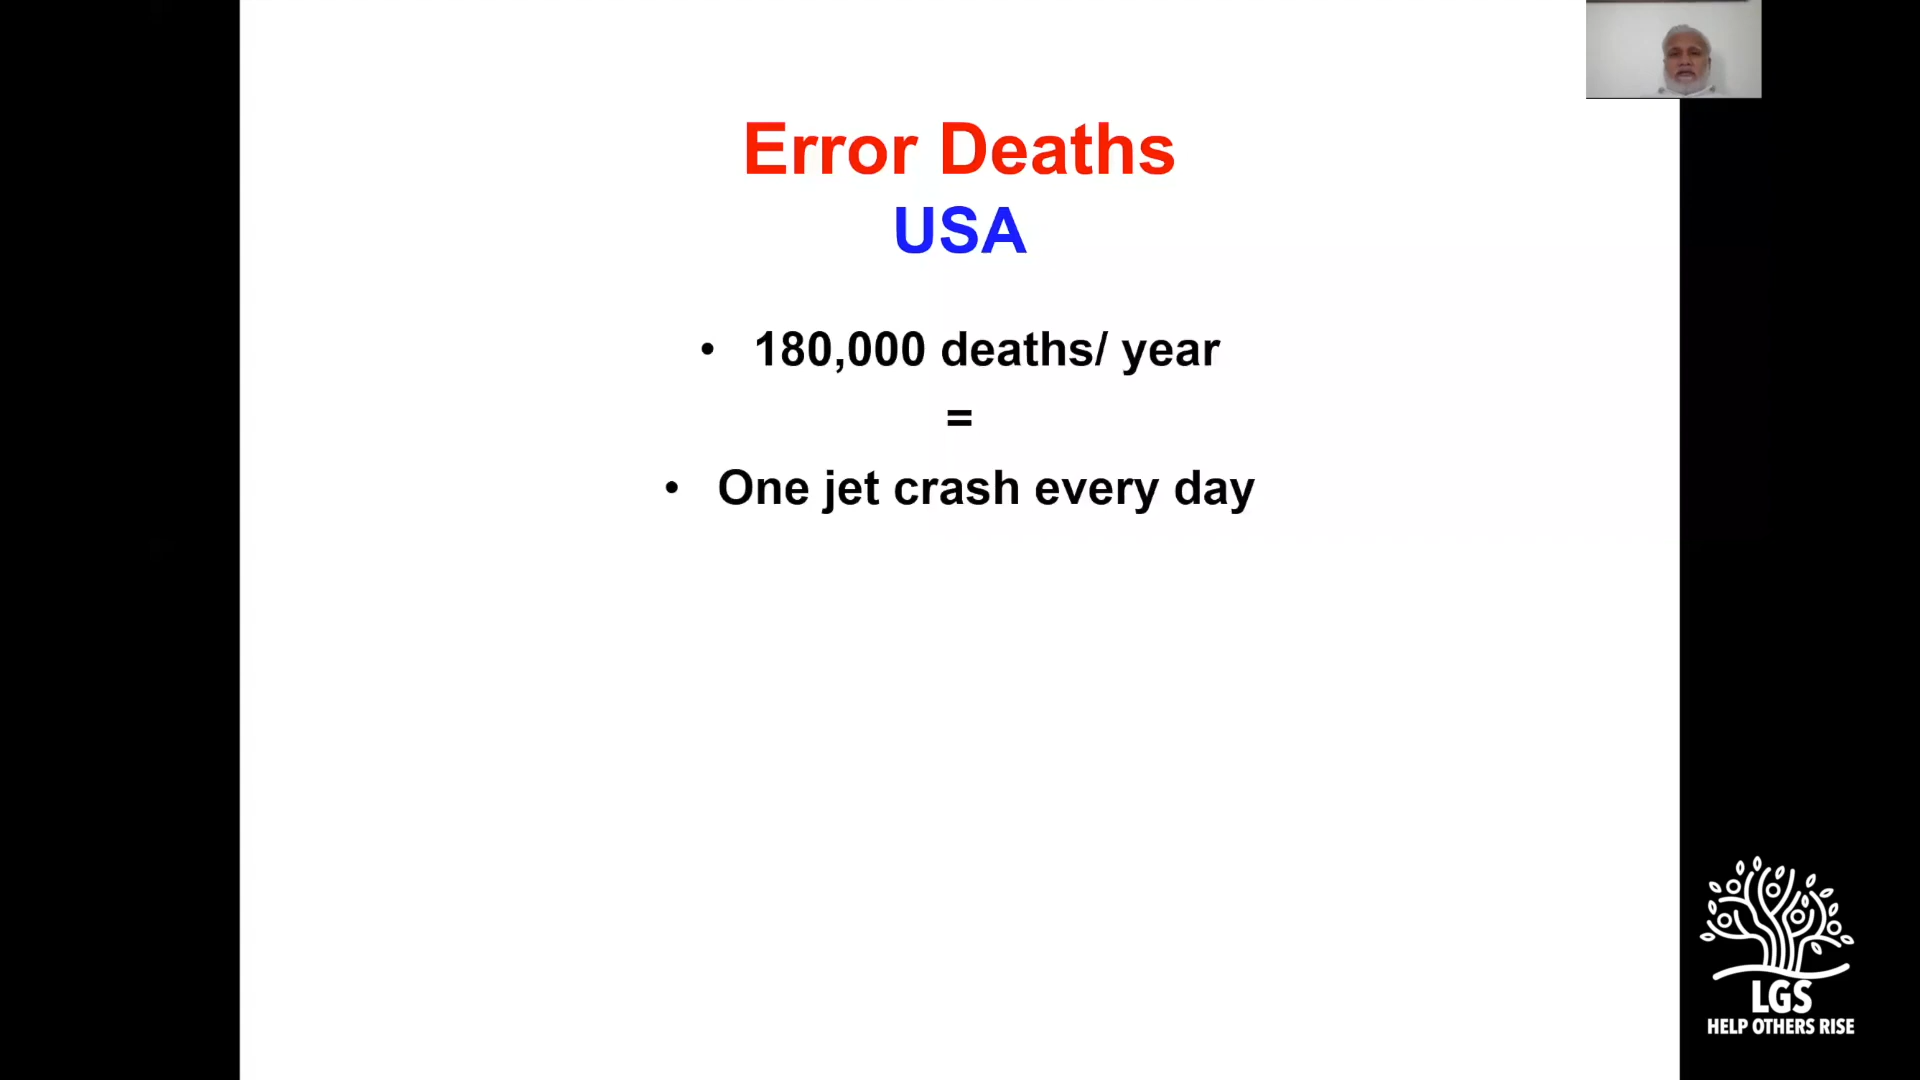 Error Deaths
USA
• 180,000 deaths/ year
=
• One jet crash every day
LGS
HELP OTHERS RISE